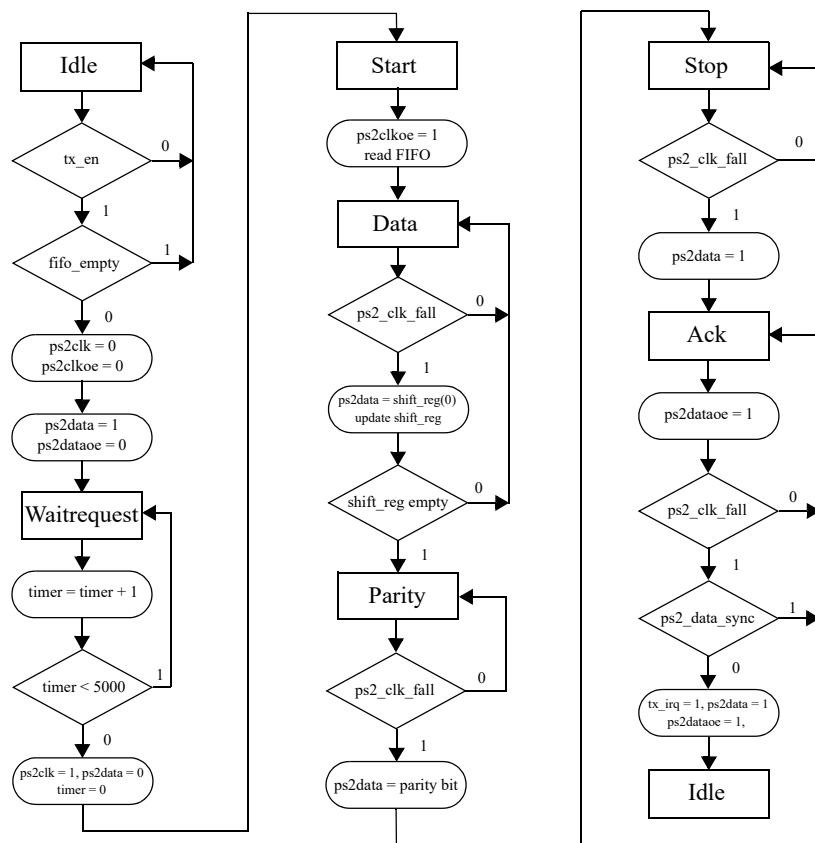 Idle
tx_en
0
1
fifo_empty
1
0
ps2clk = 0
ps2clkoe = 0
ps2data = 1
ps2dataoe = 0
Waitrequest
timer = timer + 1
timer < 5000
1
0
ps2clk = 1, ps2data = 0
timer = 0
Start
ps2clkoe = 1
read FIFO
Data
ps2_clk_fall
0
1
ps2data = shift_reg(0)
update shift_reg
shift_reg empty
0
1
Parity
ps2_clk_fall
0
1
ps2data = parity bit
Stop
ps2_clk_fall
0
1
ps2data = 1
Ack
ps2dataoe = 1
ps2_clk_fall
0
1
ps2_data_sync
1
0
tx_irq = 1, ps2data = 1
ps2dataoe = 1,
Idle